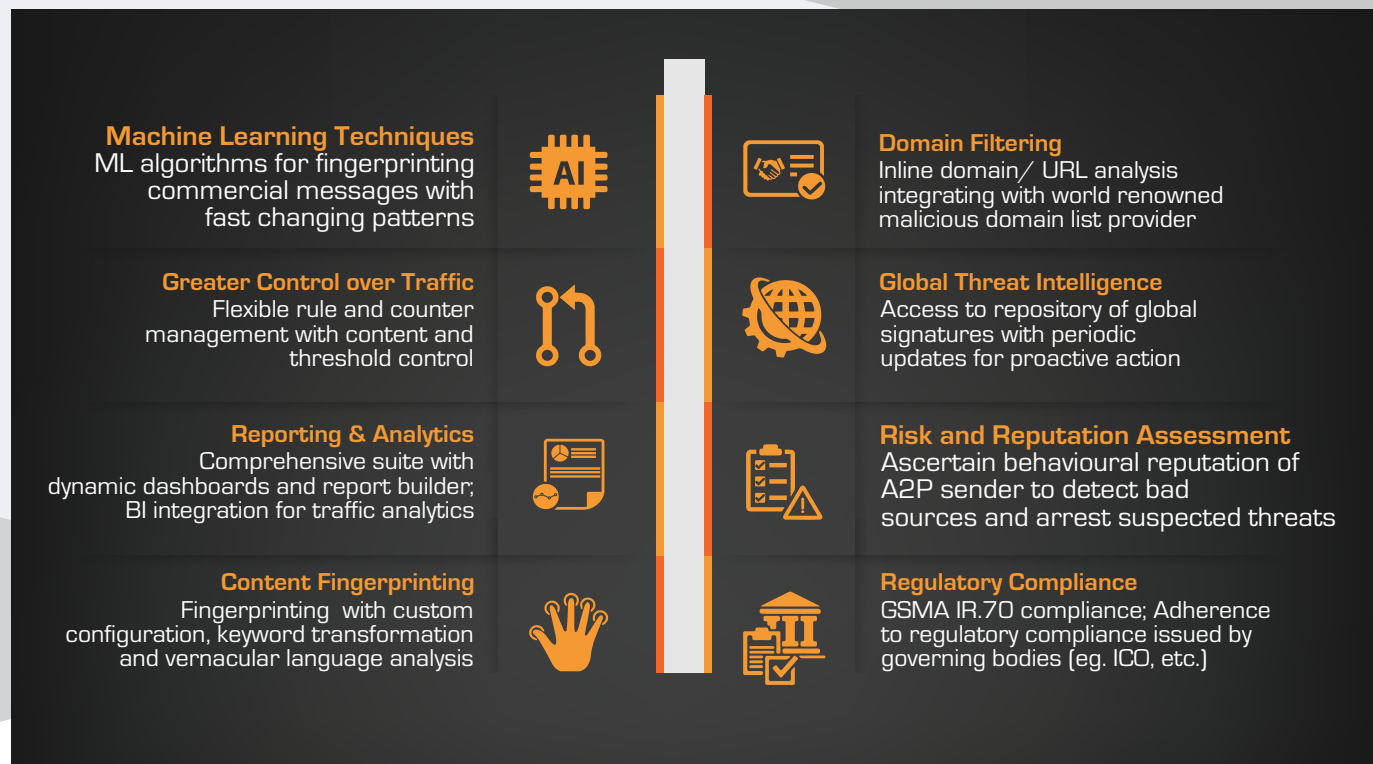 Machine Learning Techniques
ML algorithms for fingerprinting
commercial messages with
fast changing patterns
AI
Greater Control over Traffic
Flexible rule and counter
management with content and
threshold control
Reporting & Analytics
Comprehensive suite with
dynamic dashboards and report builder;
BI integration for traffic analytics
Content Fingerprinting
Fingerprinting with custom
configuration, keyword transformation
and vernacular language analysis
Domain Filtering
Inline domain/ URL analysis
integrating with world renowned
malicious domain list provider
Global Threat Intelligence
Access to repository of global
signatures with periodic
updates for proactive action
Risk and Reputation Assessment
Ascertain behavioural reputation of
A2P sender to detect bad
sources and arrest suspected threats
Regulatory Compliance
GSMA IR.70 compliance; Adherence
to regulatory compliance issued by
governing bodies (eg. ICO, etc.)